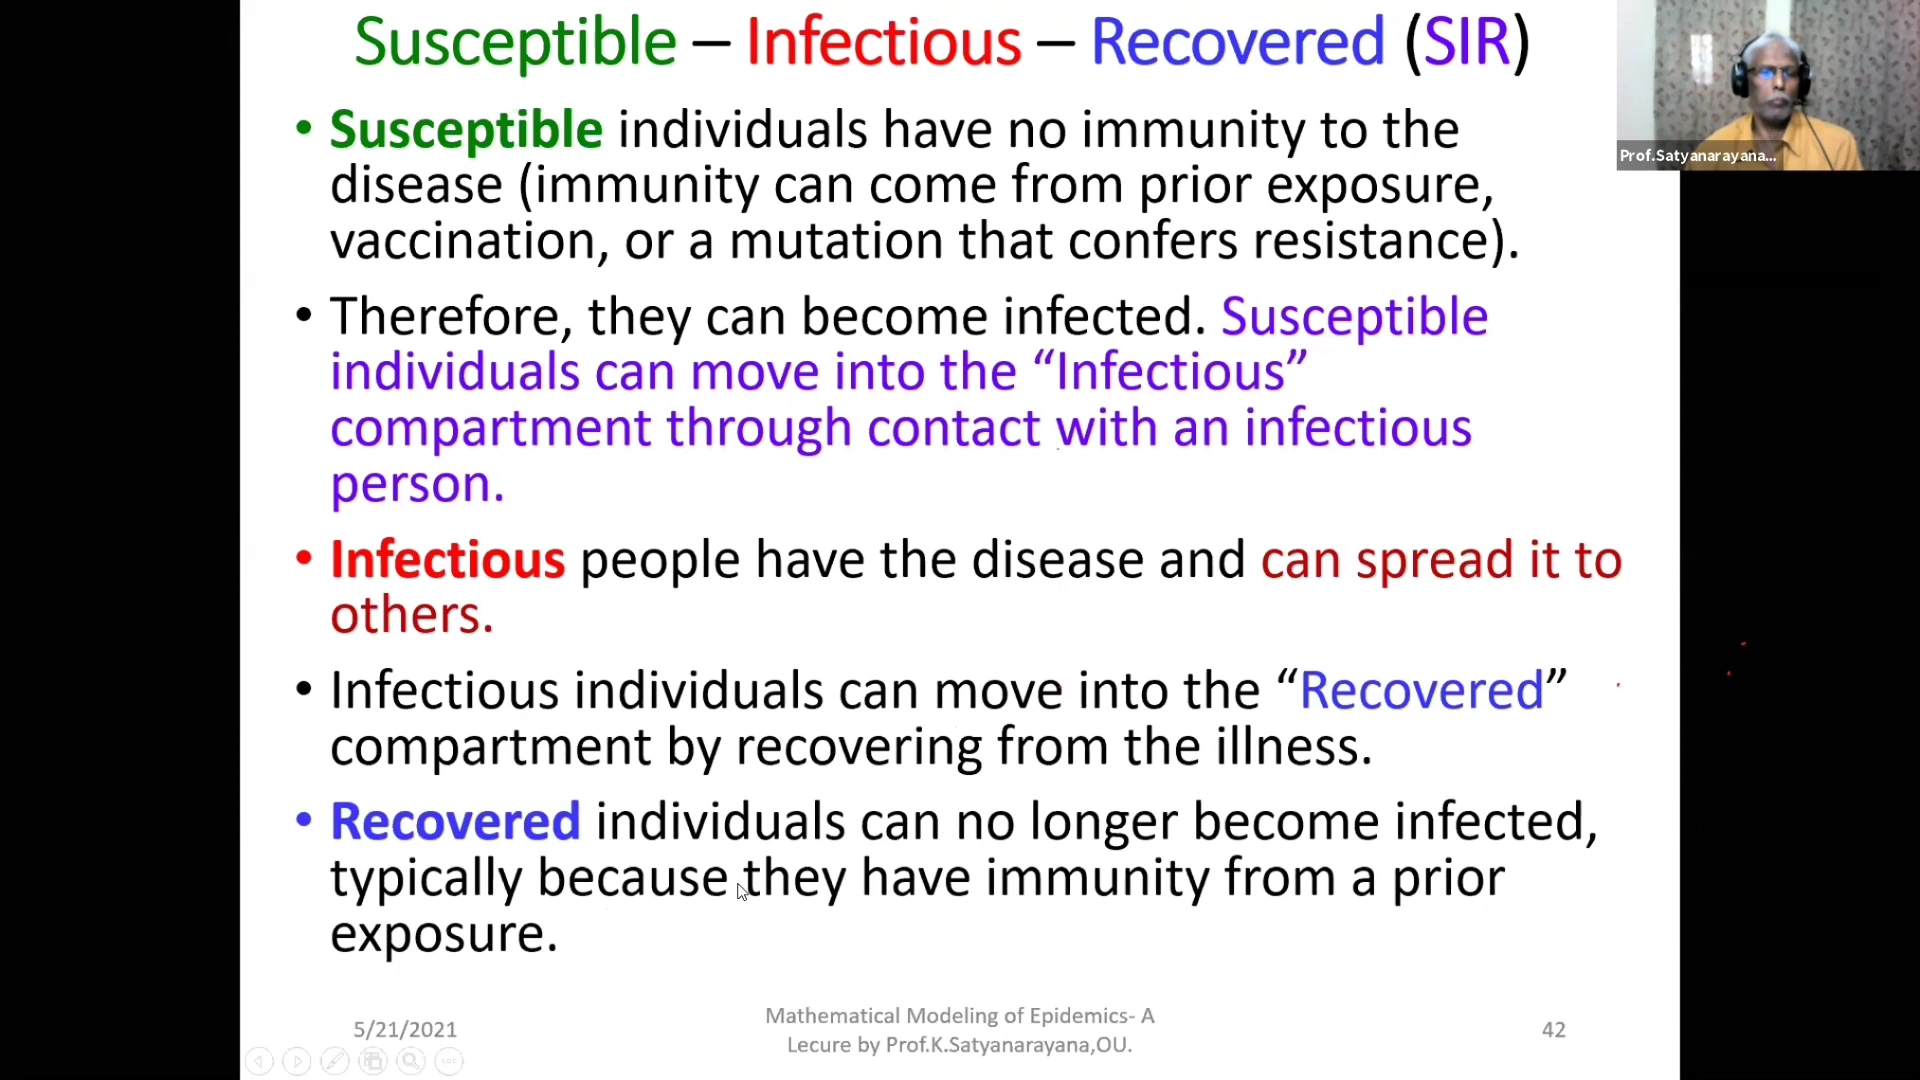 Susceptible – Infectious – Recovered (SIR)
• Susceptible individuals have no immunity to the
disease (immunity can come from prior exposure,
vaccination, or a mutation that confers resistance).
• Therefore, they can become infected. Susceptible
individuals can move into the “Infectious”
compartment through contact with an infectious
person.
• Infectious people have the disease and can spread it to
others.
• Infectious individuals can move into the “Recovered”
compartment by recovering from the illness.
• Recovered individuals can no longer become infected,
typically because they have immunity from a prior
exposure.
Prof.Satyanarayana...
5/21/2021
Mathematical Modeling of Epidemics- A
Lecure by Prof.K.Satyanarayana,OU.
42